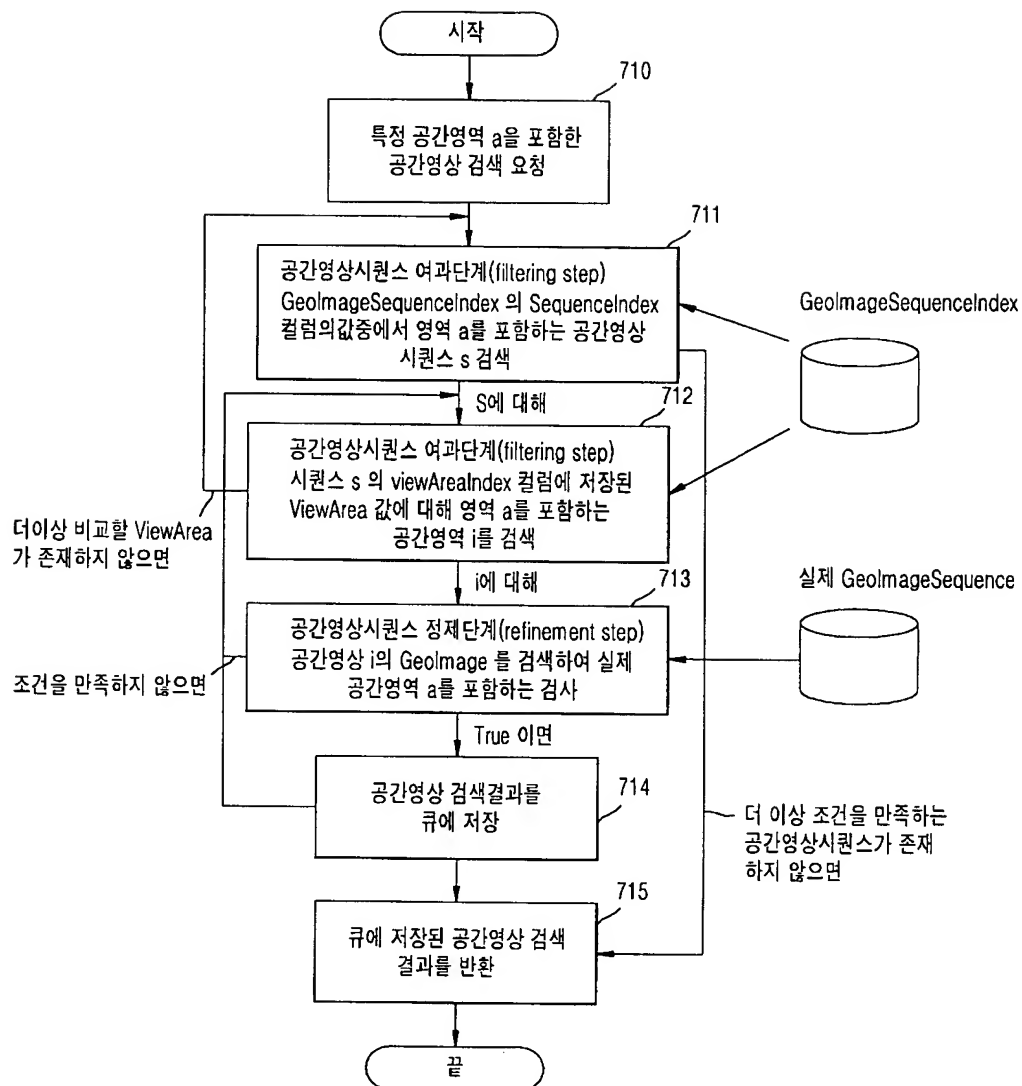 시작
710
특정 공간영역 a을 포함한
공간영상 검색 요청
711
공간영상시퀀스 여과단계(filtering step)
GeoImageSequenceIndex 의 SequenceIndex
컬럼의값중에서 영역 a를 포함하는 공간영상
시퀀스 s 검색
GeoImageSequenceIndex
S에 대해
712
공간영상시퀀스 여과단계(filtering step)
시퀀스 s 의 viewAreaIndex 컬럼에 저장된
ViewArea 값에 대해 영역 a를 포함하는
공간영역 i를 검색
더이상 비교할 ViewArea
가 존재하지 않으면
i에 대해
713
실제 GeoImageSequence
공간영상시퀀스 정제단계(refinement step)
공간영상 i의 GeoImage 를 검색하여 실제
공간영역 a를 포함하는 검사
조건을 만족하지 않으면
True 이면
공간영상 검색결과를
큐에 저장
714
더 이상 조건을 만족하는
공간영상시퀀스가 존재
하지 않으면
715
큐에 저장된 공간영상 검색
결과를 반환
끝